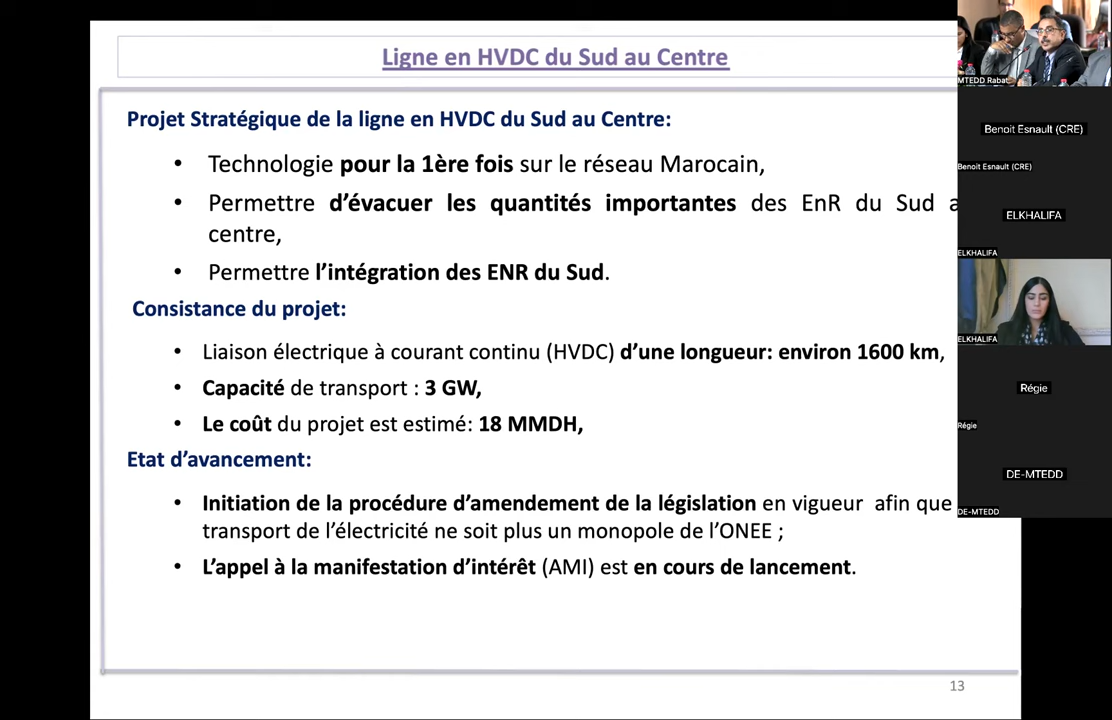 Ligne en HVDC du Sud au Centre
Projet Stratégique de la ligne en HVDC du Sud au Centre:
• Technologie pour la 1ère fois sur le réseau Marocain,
• Permettre d’évacuer les quantités importantes des EnR du Sud
centre,
• Permettre l’intégration des ENR du Sud.
Consistance du projet:
• Liaison électrique à courant continu (HVDC) d’une longueur: environ 1600 km,
• Capacité de transport : 3 GW,
• Le coût du projet est estimé: 18 MMDH,
Etat d’avancement:
• Initiation de la procédure d’amendement de la législation en vigueur afin que
transport de l’électricité ne soit plus un monopole de l’ONEE ;
• L’appel à la manifestation d’intérêt (AMI) est en cours de lancement.
13
MTEDD Rabat
Benoit Esnault (CRE)
Benoit Esnault (CRE)
ELKHALIFA
ELKHALIFA
ELKHALIFA
Régie
Régie
DE-MTEDD
DE-MTEDD